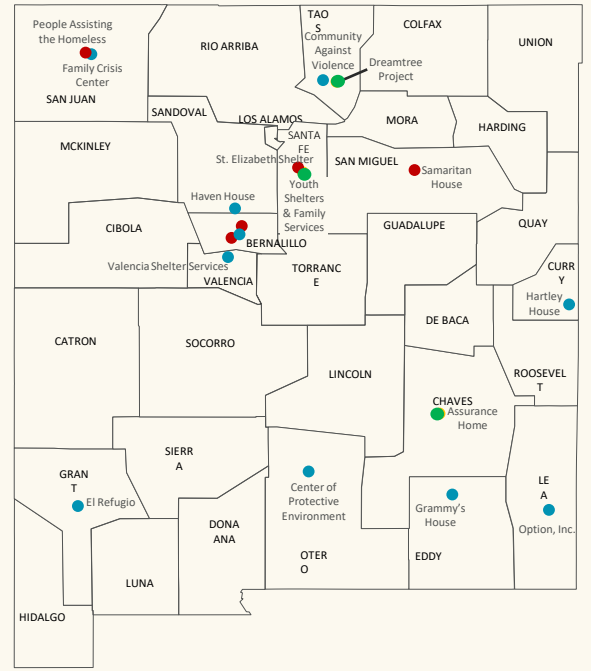 People Assisting
the Homeless
Family Crisis
Center
SAN JUAN
RIO ARRIBA
TAO
S
Community
Against
Violence
Dreamtree
Project
COLFAX
UNION
SANDOVAL
LOS ALAMOS
MORA
HARDING
MCKINLEY
SANTA
FE
St. Elizabeth Shelter
SAN MIGUEL
Samaritan
House
Youth
Shelters
& Family
Services
Haven House
CIBOLA
BERNALILLO
GUADALUPE
QUAY
Valencia Shelter Services
VALENCIA
TORRANC
E
CURR
Y
Hartley
House
DE BACA
CATRON
SOCORRO
LINCOLN
ROOSEVEL
T
CHAVES
Assurance
Home
SIERR
A
GRAN
T
El Refugio
Center of
Protective
Environment
Grammy's
House
LE
A
Option, Inc.
DONA
ANA
OTER
O
EDDY
LUNA
HIDALGO